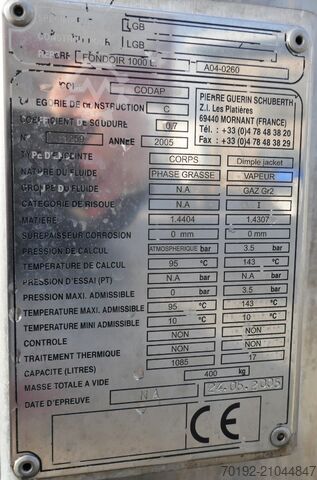 LGB
LGB
FONDOIR 1000 L A04-0260
CODAP
CATEGORIE DE CONSTRUCTION C
COEFFICIENT DE SOUDURE 0,7
N° 1259 ANNEE 2005
PIERRE GUERIN SCHUBERTH
Z.I. Les Platières
69440 MORNANT (FRANCE)
Tél. : +33 (0)4 78 48 38 20
Fax : +33 (0)4 78 48 38 29
TYPE D'ENCEINTE CORPS Dimple jacket
NATURE DU FLUIDE PHASE GRASSE VAPEUR
GROUPE DU FLUIDE N.A GAZ Gr2
CATEGORIE DE RISQUE N.A I
MATIERE 1.4404 1.4307
SUREPAISSEUR CORROSION 0 mm 0 mm
PRESSION DE CALCUL ATMOSPHERIQUE bar 3.5 bar
TEMPERATURE DE CALCUL 95 °C 143 °C
PRESSION D'ESSAI (PT) N.A bar N.A bar
PRESSION MAXI. ADMISSIBLE 0 bar 3.5 bar
TEMPERATURE MAXI. ADMISSIBLE 95 °C 143 °C
TEMPERATURE MINI ADMISSIBLE 10 °C 10 °C
CONTROLE NON NON
TRAITEMENT THERMIQUE NON NON
CAPACITE (LITRES) 1085 17
MASSE TOTALE A VIDE 400 kg
DATE D'EPREUVE N.A 24.05.2005
CE
70192-21044847